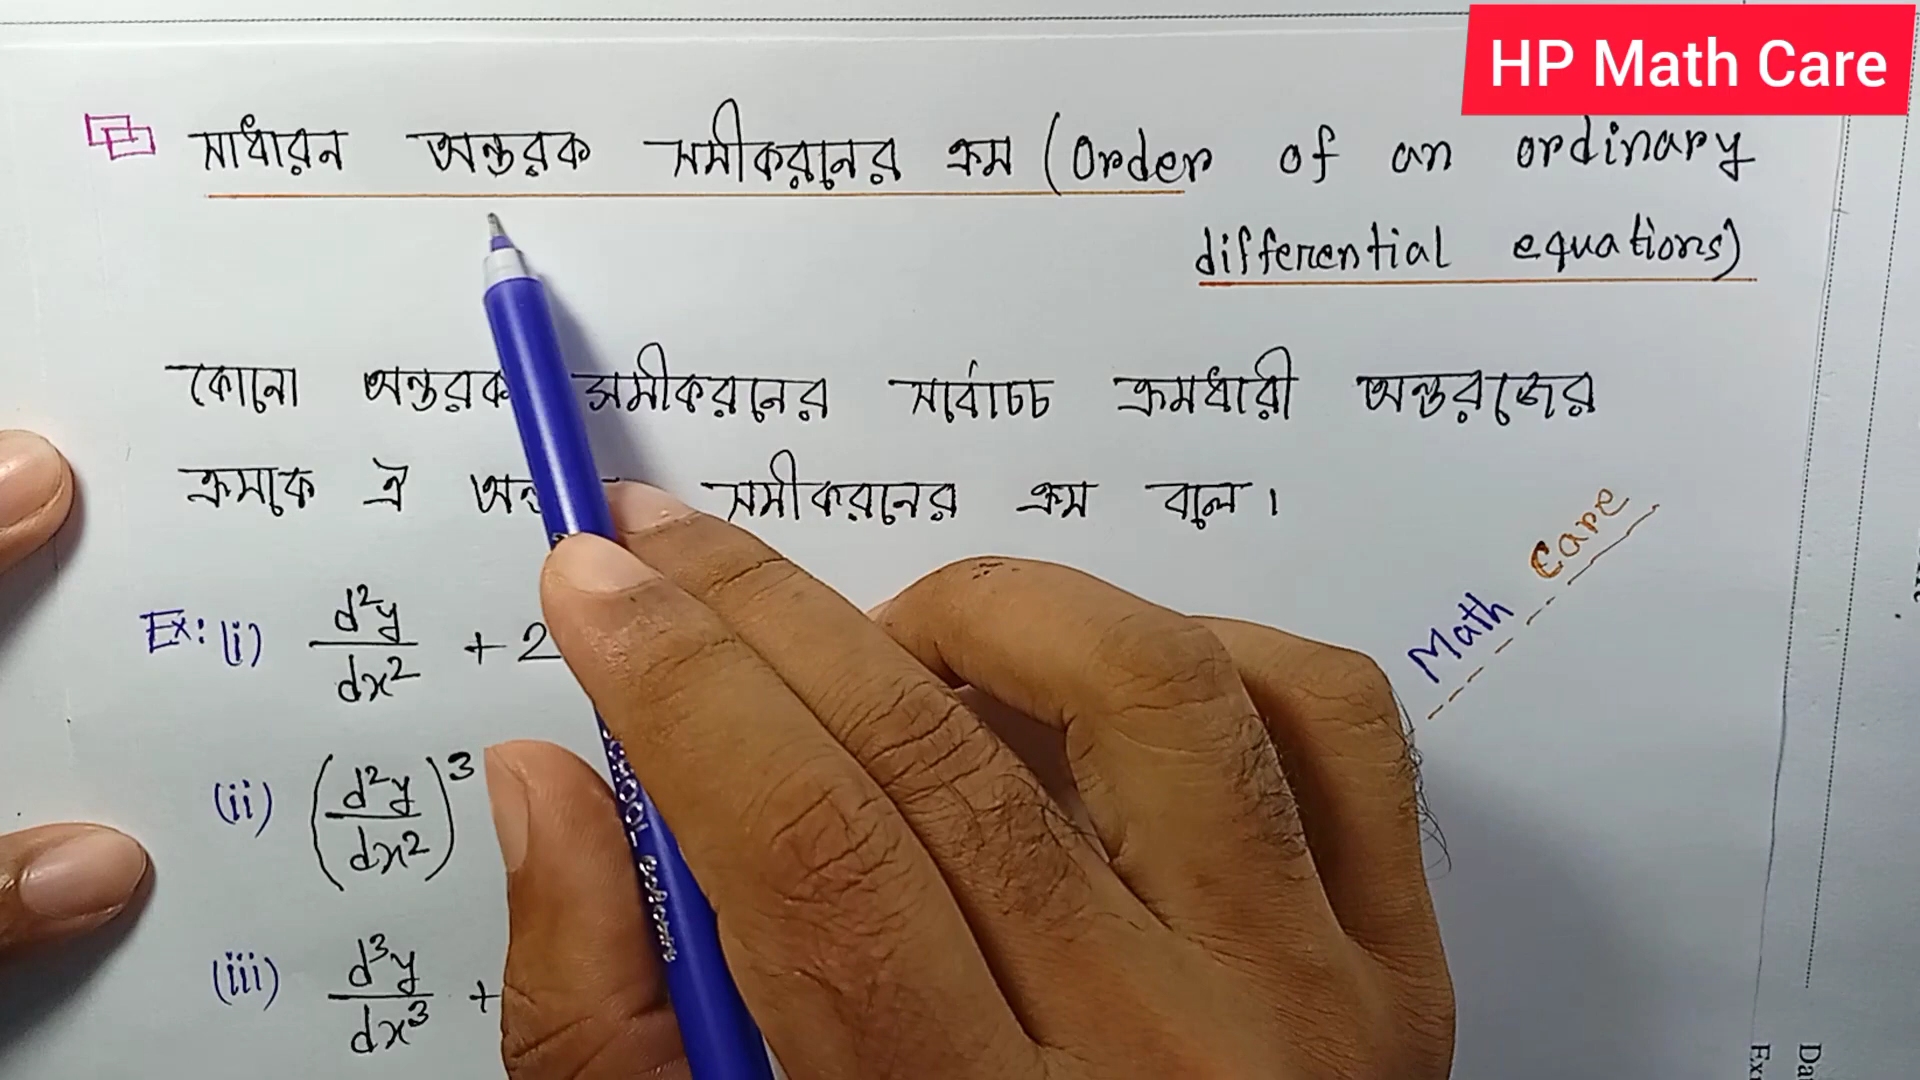 HP Math Care
সাধারন অন্তরক সমীকরনের ক্রম (Order of an ordinary
differential equations)
কোনো অন্তরক সমীকরনের সর্বোচ্চ ক্রমধারী অন্তরজের
ক্রমকে ঐ সমীকরনের ক্রম বলে।
Ex: (i) d²y/dx² + 2
Math Care
(ii) (d²y/dx²)³
(iii) d³y/dx³ +